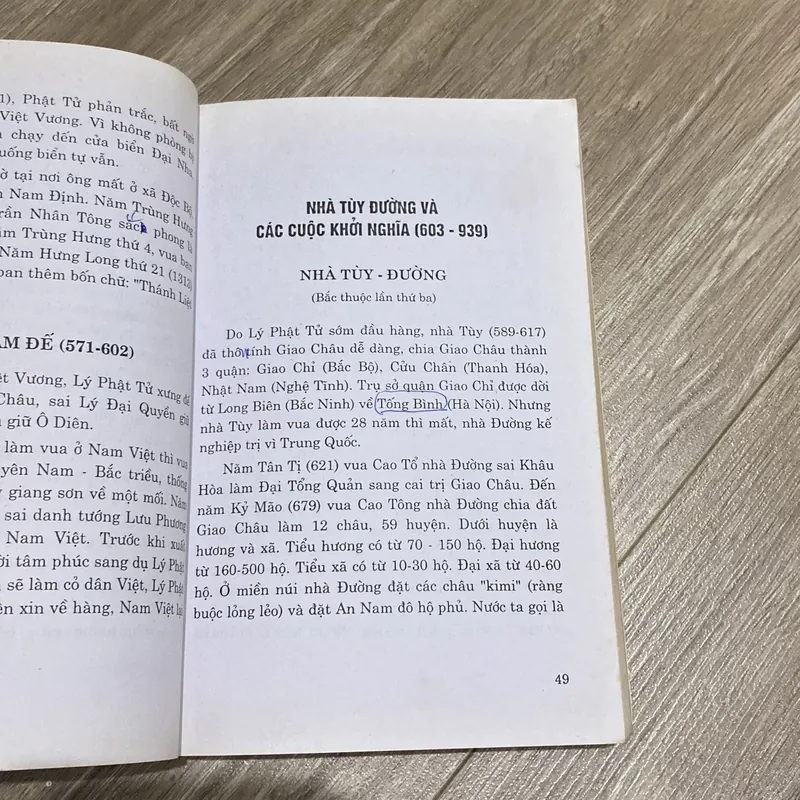 1), Phật Tử phản trắc, bất ngờ
Việt Vương. Vì không phòng bị
chạy đến cửa biển Đại Nha,
uống biển tự vẫn.
ờ tại nơi ông mất ở xã Độc Bộ,
Nam Định. Năm Trùng Hưng
rần Nhân Tông sắc phong là
ăm Trùng Hưng thứ 4, vua ban
Năm Hưng Long thứ 21 (1313)
ban thêm bốn chữ: "Thánh Liệt
AM ĐẾ (571-602)
ệt Vương, Lý Phật Tử xưng đế
Châu, sai Lý Đại Quyền giữ
giữ Ô Diên.
làm vua ở Nam Việt thì vua
uyên Nam - Bắc triều, thống
giang sơn về một mối. Năm
sai danh tướng Lưu Phương
Nam Việt. Trước khi xuất
ời tâm phúc sang dụ Lý Phật
sẽ làm cỏ dân Việt, Lý Phật
ên xin về hàng, Nam Việt lại
NHÀ TÙY ĐƯỜNG VÀ
CÁC CUỘC KHỞI NGHĨA (603 - 939)
NHÀ TÙY - ĐƯỜNG
(Bắc thuộc lần thứ ba)
Do Lý Phật Tử sớm đầu hàng, nhà Tùy (589-617)
đã thôn tính Giao Châu dễ dàng, chia Giao Châu thành
3 quận: Giao Chỉ (Bắc Bộ), Cửu Chân (Thanh Hóa),
Nhật Nam (Nghệ Tĩnh). Trụ sở quận Giao Chỉ được dời
từ Long Biên (Bắc Ninh) về Tống Bình (Hà Nội). Nhưng
nhà Tùy làm vua được 28 năm thì mất, nhà Đường kế
nghiệp trị vì Trung Quốc.
Năm Tân Tị (621) vua Cao Tổ nhà Đường sai Khâu
Hòa làm Đại Tổng Quản sang cai trị Giao Châu. Đến
năm Kỷ Mão (679) vua Cao Tông nhà Đường chia đất
Giao Châu làm 12 châu, 59 huyện. Dưới huyện là
hương và xã. Tiểu hương có từ 70 - 150 hộ. Đại hương
từ 160-500 hộ. Tiểu xã có từ 10-30 hộ. Đại xã từ 40-60
hộ. Ở miền núi nhà Đường đặt các châu "kimi" (ràng
buộc lỏng lẻo) và đặt An Nam đô hộ phủ. Nước ta gọi là
49